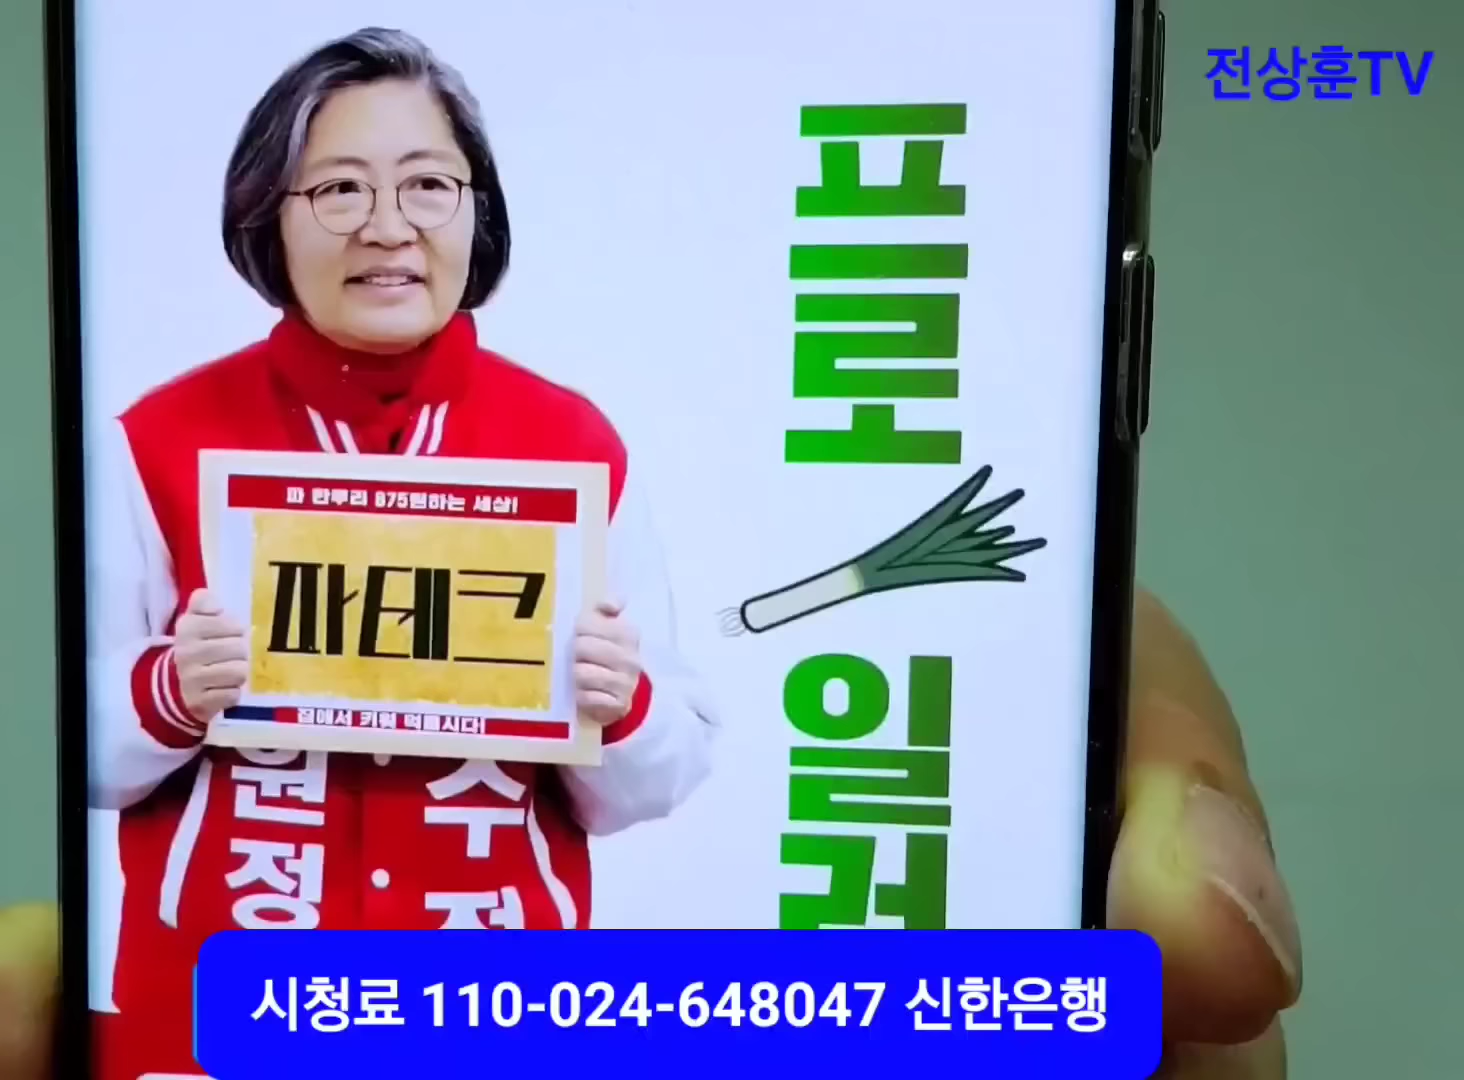 전상훈TV
표로
일러
파 한뿌리 875원하는 세상!
파테크
집에서 키워 먹읍시다!
원
정
수
시청료 110-024-648047 신한은행